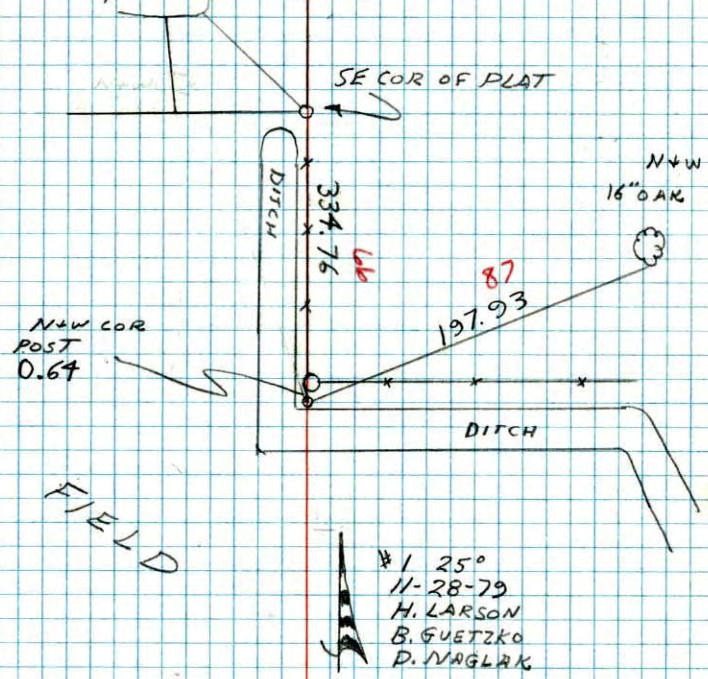 SE COR OF PLAT
N+W
16" OAK
DITCH
334.76
66
87
197.93
N+W COR
POST
0.64
DITCH
FIELD
#1 25°
11-28-79
H. LARSON
B. GUETZKO
D. NAGLAK